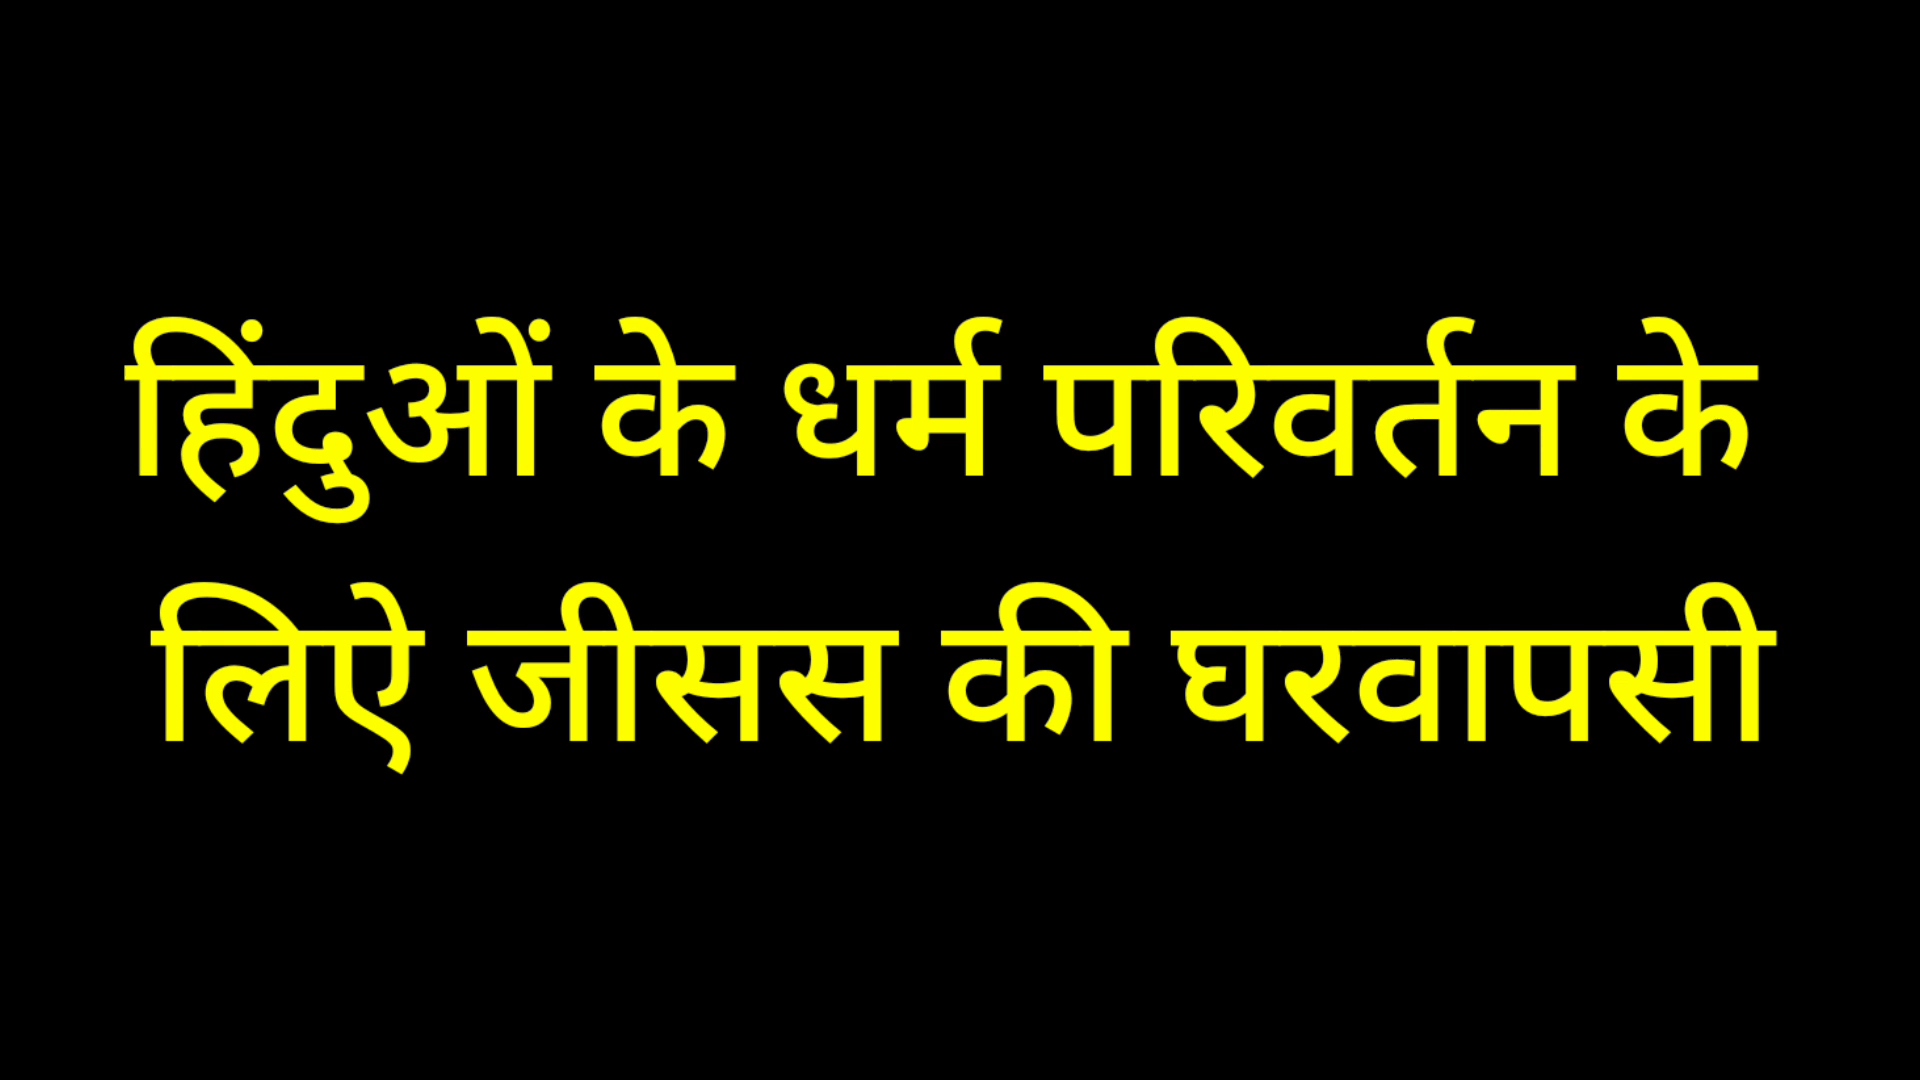 हिंदुओं के धर्म परिवर्तन के
लिऐ जीसस की घरवापसी